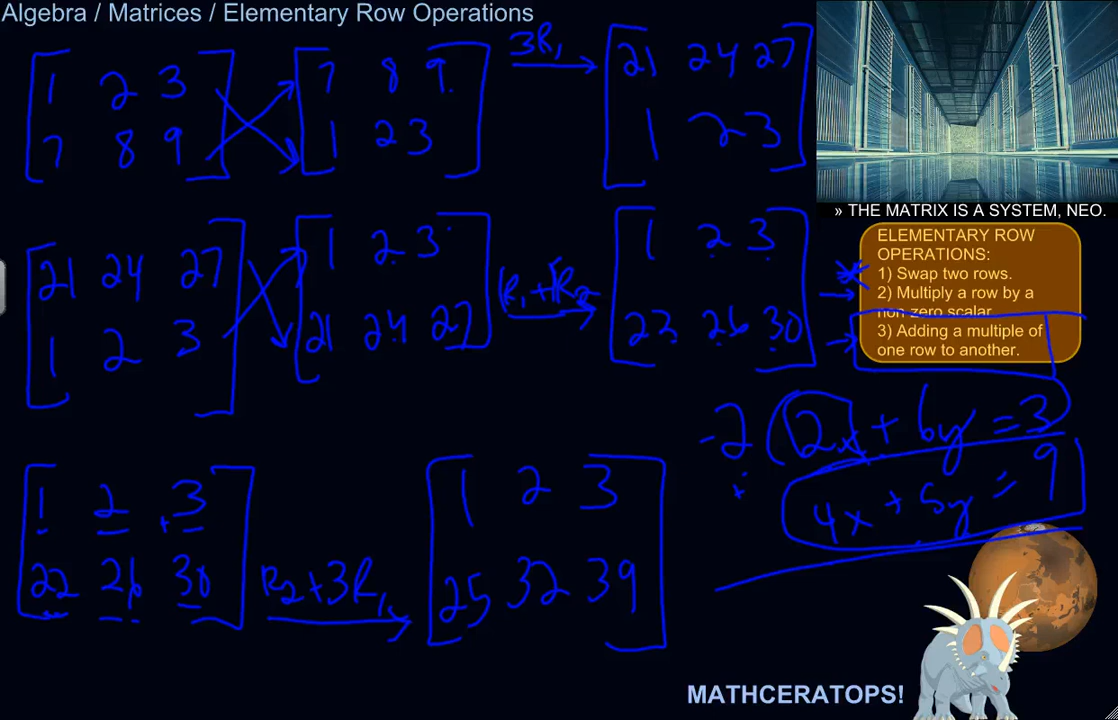 Algebra / Matrices / Elementary Row Operations
1 2 3
7 8 9
7 8 9
1 2 3
3R1
21 24 27
1 2 3
» THE MATRIX IS A SYSTEM, NEO.
ELEMENTARY ROW
OPERATIONS:
1) Swap two rows.
2) Multiply a row by a
non-zero scalar
3) Adding a multiple of
one row to another.
21 24 27
1 2 3
1 2 3
21 24 27
R1+R2
1 2 3
22 26 30
-2 (2x + 6y = 3
+ 4x + 5y = 9
1 2 + 3
22 26 30
R2+3R1
1 2 3
25 32 39
MATHCERATOPS!